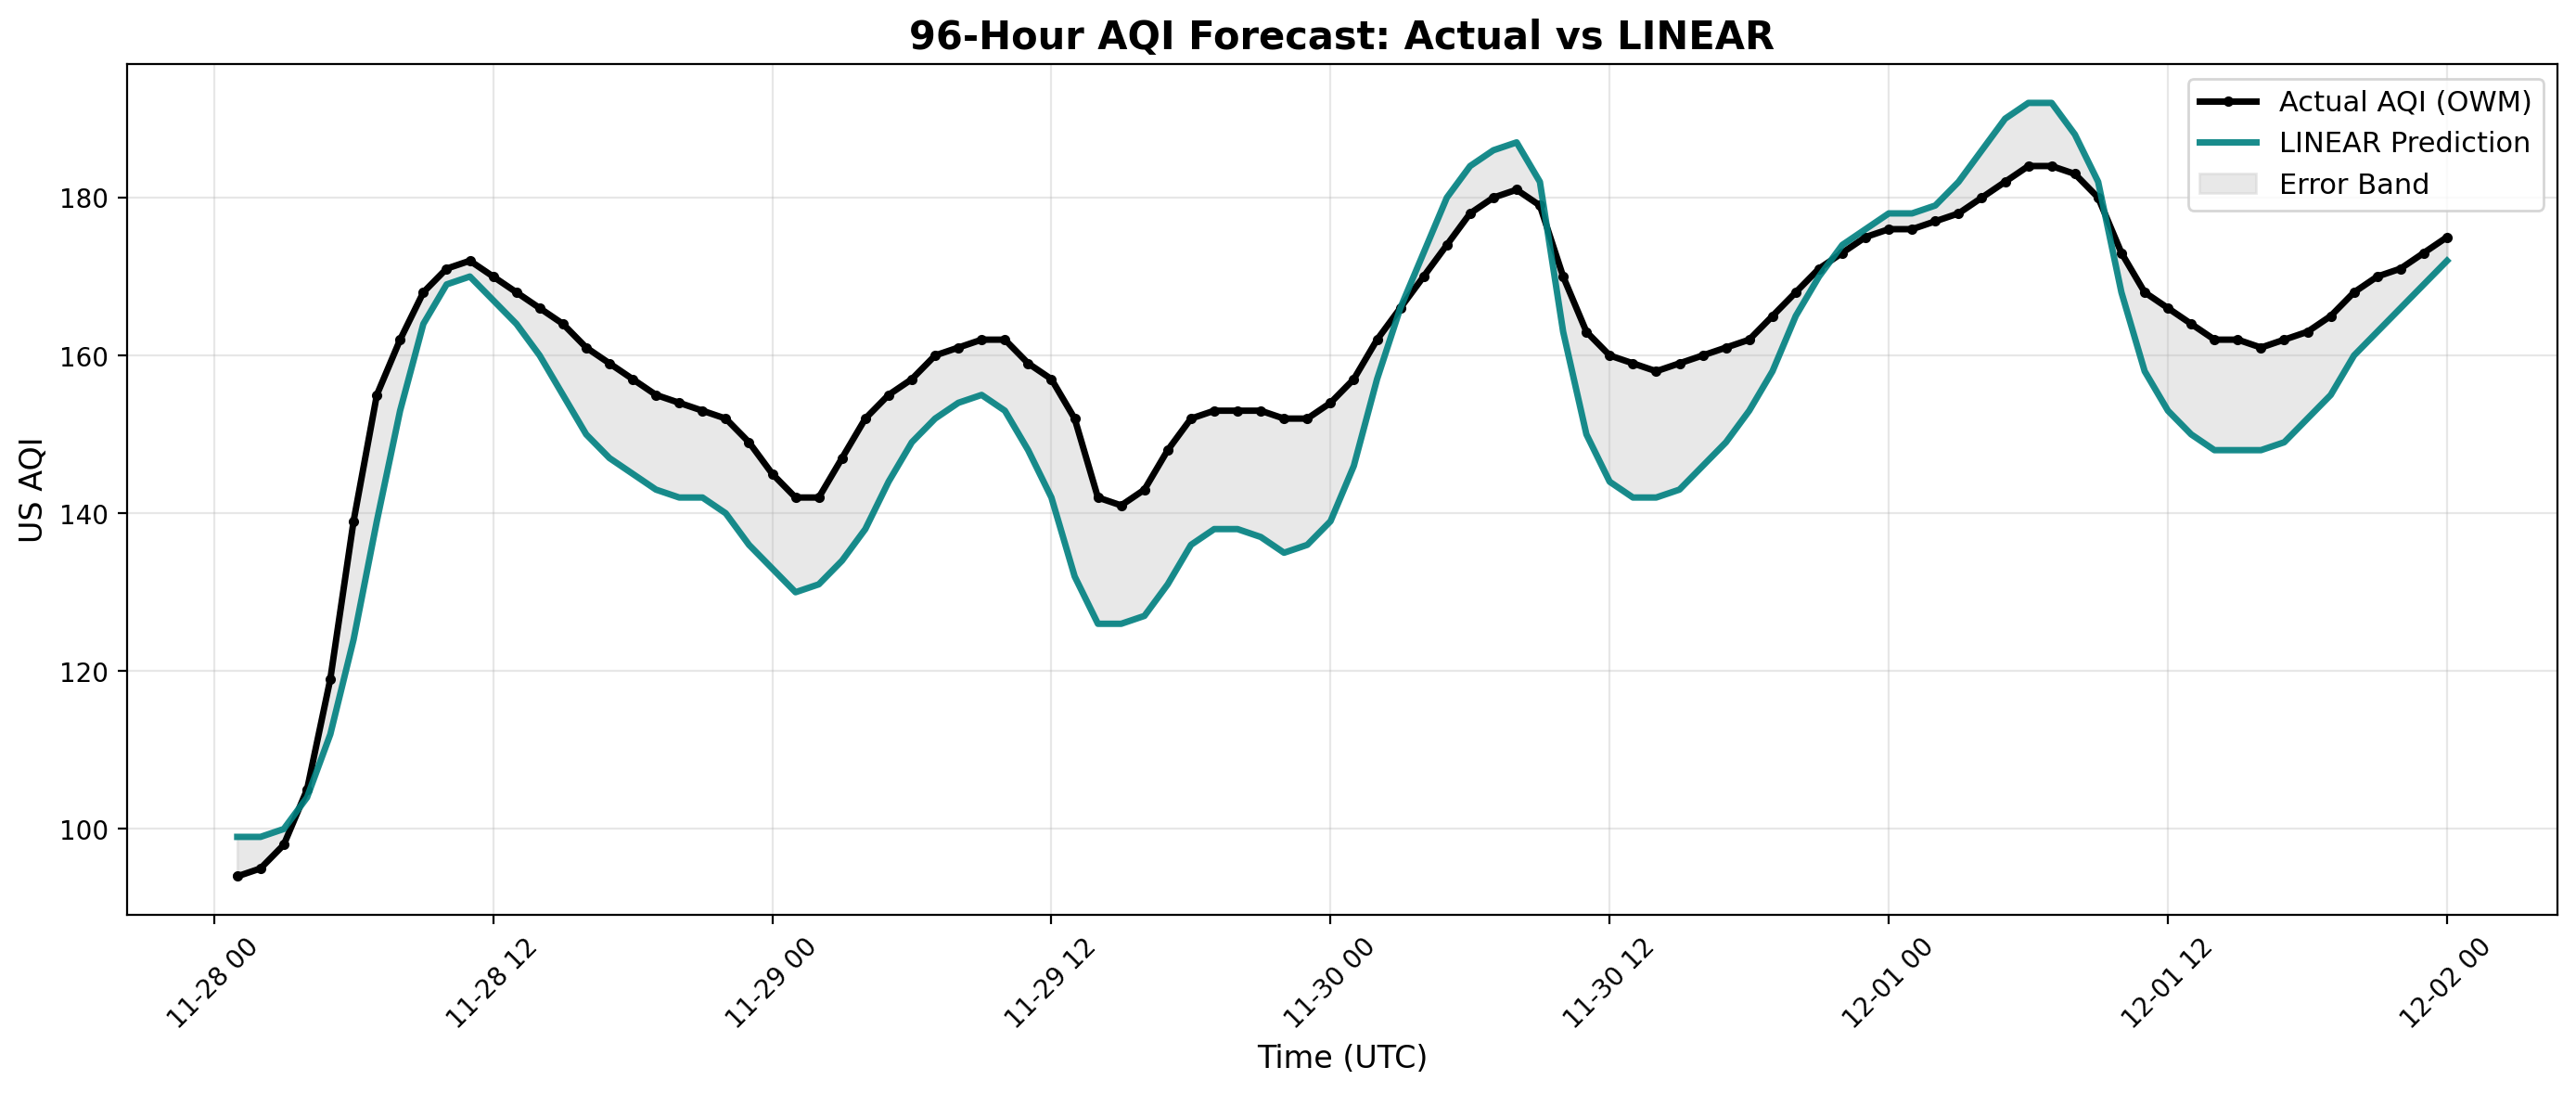 96-Hour AQI Forecast: Actual vs LINEAR
Actual AQI (OWM)
LINEAR Prediction
Error Band
US AQI
180
160
140
120
100
11-28 00
11-28 12
11-29 00
11-29 12
11-30 00
11-30 12
12-01 00
12-01 12
12-02 00
Time (UTC)